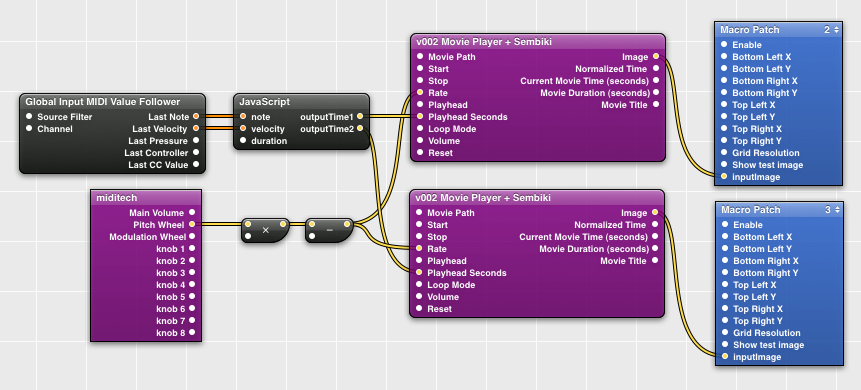 Global Input MIDI Value Follower
Source Filter
Channel
Last Note
Last Velocity
Last Pressure
Last Controller
Last CC Value
JavaScript
note
velocity
duration
outputTime1
outputTime2
miditech
Main Volume
Pitch Wheel
Modulation Wheel
knob 1
knob 2
knob 3
knob 4
knob 5
knob 6
knob 7
knob 8
×
−
v002 Movie Player + Sembiki
Movie Path
Start
Stop
Rate
Playhead
Playhead Seconds
Loop Mode
Volume
Reset
Image
Normalized Time
Current Movie Time (seconds)
Movie Duration (seconds)
Movie Title
v002 Movie Player + Sembiki
Movie Path
Start
Stop
Rate
Playhead
Playhead Seconds
Loop Mode
Volume
Reset
Image
Normalized Time
Current Movie Time (seconds)
Movie Duration (seconds)
Movie Title
Macro Patch 2
Enable
Bottom Left X
Bottom Left Y
Bottom Right X
Bottom Right Y
Top Left X
Top Left Y
Top Right X
Top Right Y
Grid Resolution
Show test image
inputImage
Macro Patch 3
Enable
Bottom Left X
Bottom Left Y
Bottom Right X
Bottom Right Y
Top Left X
Top Left Y
Top Right X
Top Right Y
Grid Resolution
Show test image
inputImage